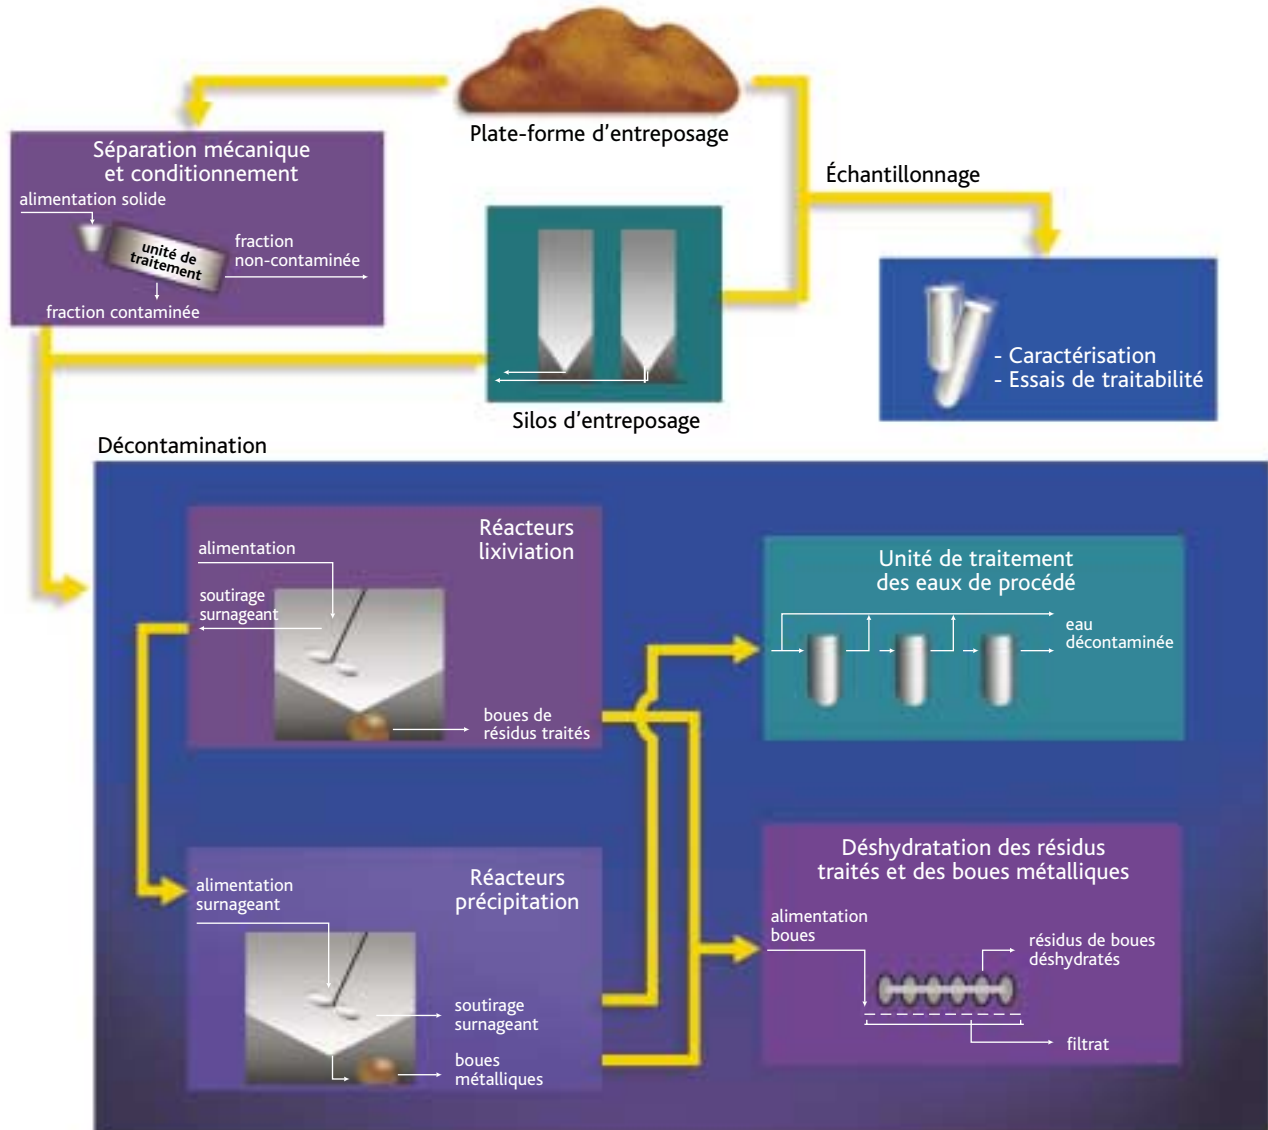 Plate-forme d'entreposage
Séparation mécanique
et conditionnement
alimentation solide
unité de
traitement
fraction
non-contaminée
fraction contaminée
Échantillonnage
- Caractérisation
- Essais de traitabilité
Silos d'entreposage
Décontamination
Réacteurs
lixiviation
alimentation
soutirage
surnageant
boues de
résidus traités
Unité de traitement
des eaux de procédé
eau
décontaminée
Réacteurs
précipitation
alimentation
surnageant
soutirage
surnageant
boues
métalliques
Déshydratation des résidus
traités et des boues métalliques
alimentation
boues
résidus de boues
déshydratés
filtrat